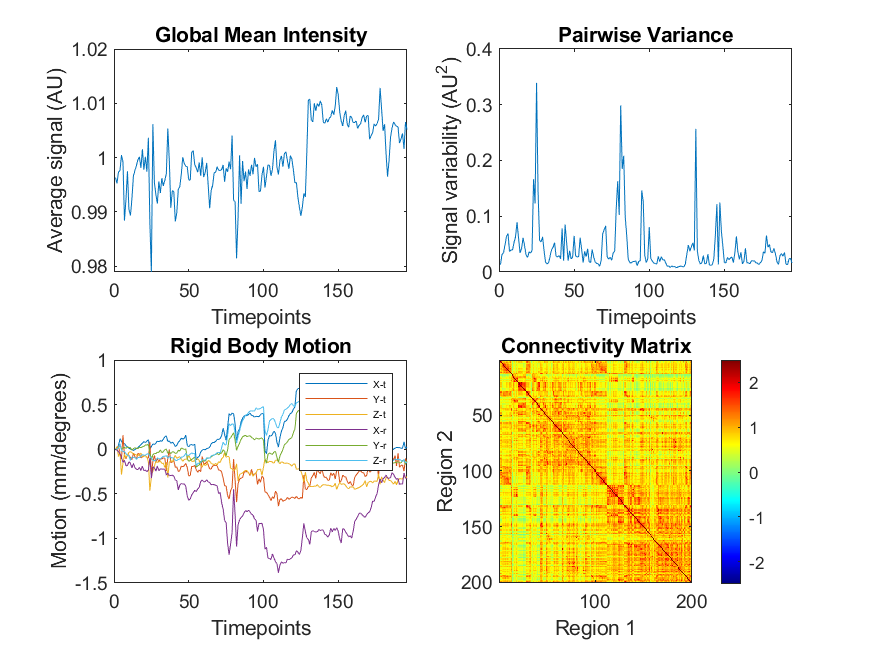 Global Mean Intensity
Average signal (AU)
1.02
1.01
1
0.99
0.98
0
50
100
150
Timepoints
Pairwise Variance
Signal variability (AU2)
0.4
0.3
0.2
0.1
0
0
50
100
150
Timepoints
Rigid Body Motion
Motion (mm/degrees)
1
0.5
0
-0.5
-1
-1.5
0
50
100
150
Timepoints
X-t
Y-t
Z-t
X-r
Y-r
Z-r
Connectivity Matrix
Region 2
50
100
150
200
100
200
Region 1
2
1
0
-1
-2